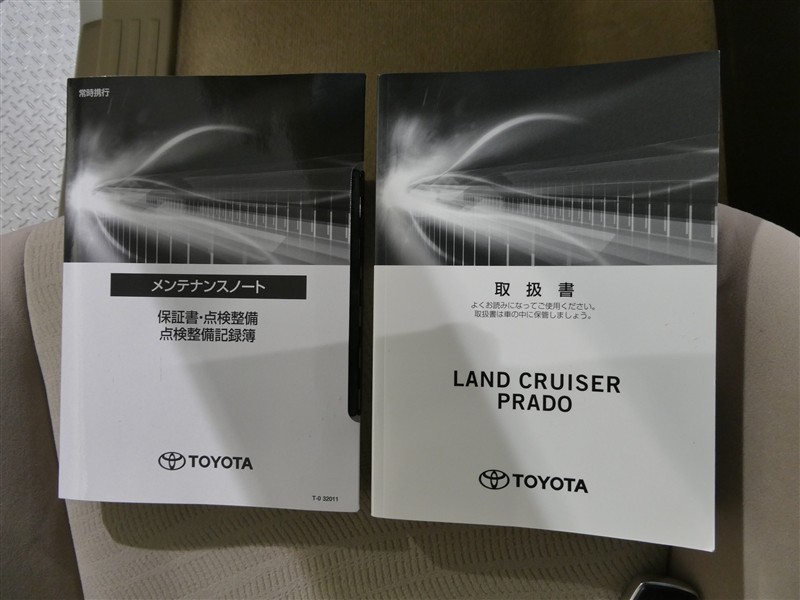 常時携行
メンテナンスノート
保証書・点検整備
点検整備記録簿
TOYOTA
T-0 32011
取扱書
よくお読みになってご使用ください。
取扱書は車の中に保管しましょう。
LAND CRUISER
PRADO
TOYOTA